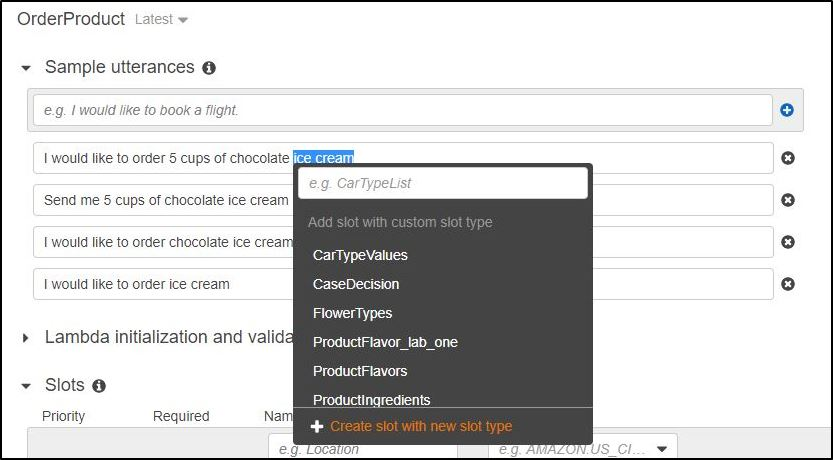 OrderProduct Latest
Sample utterances
e.g. I would like to book a flight.
I would like to order 5 cups of chocolate ice cream
e.g. CarTypeList
Send me 5 cups of chocolate ice cream
Add slot with custom slot type
I would like to order chocolate ice cream
CarTypeValues
CaseDecision
I would like to order ice cream
FlowerTypes
Lambda initialization and valida
ProductFlavor_lab_one
ProductFlavors
Slots
ProductIngredients
Priority Required Nam
Create slot with new slot type
e.g. Location e.g. AMAZON.US_CI...